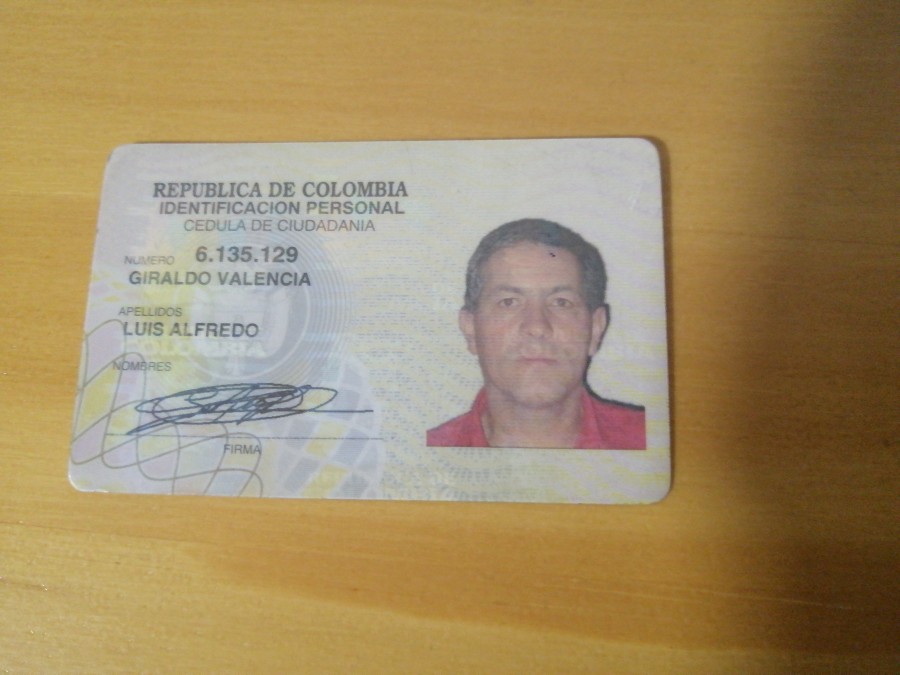 REPUBLICA DE COLOMBIA
IDENTIFICACION PERSONAL
CEDULA DE CIUDADANIA
NUMERO 6.135.129
GIRALDO VALENCIA
APELLIDOS
LUIS ALFREDO
COLOMBIA
NOMBRES
FIRMA